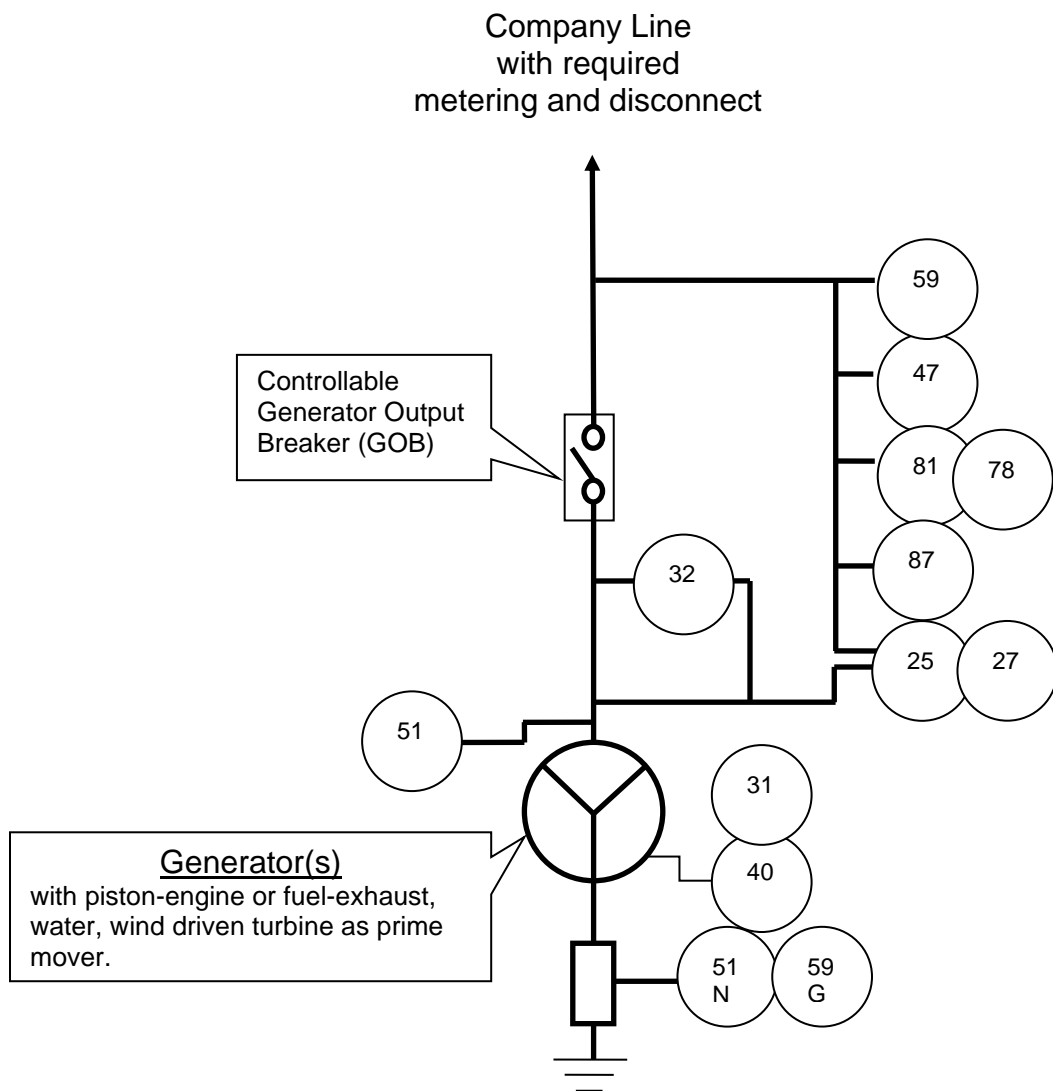 Company Line
with required
metering and disconnect
59
Controllable
Generator Output
Breaker (GOB)
47
81
78
87
32
25
27
51
31
Generator(s)
with piston-engine or fuel-exhaust,
water, wind driven turbine as prime
mover.
40
51
N
59
G